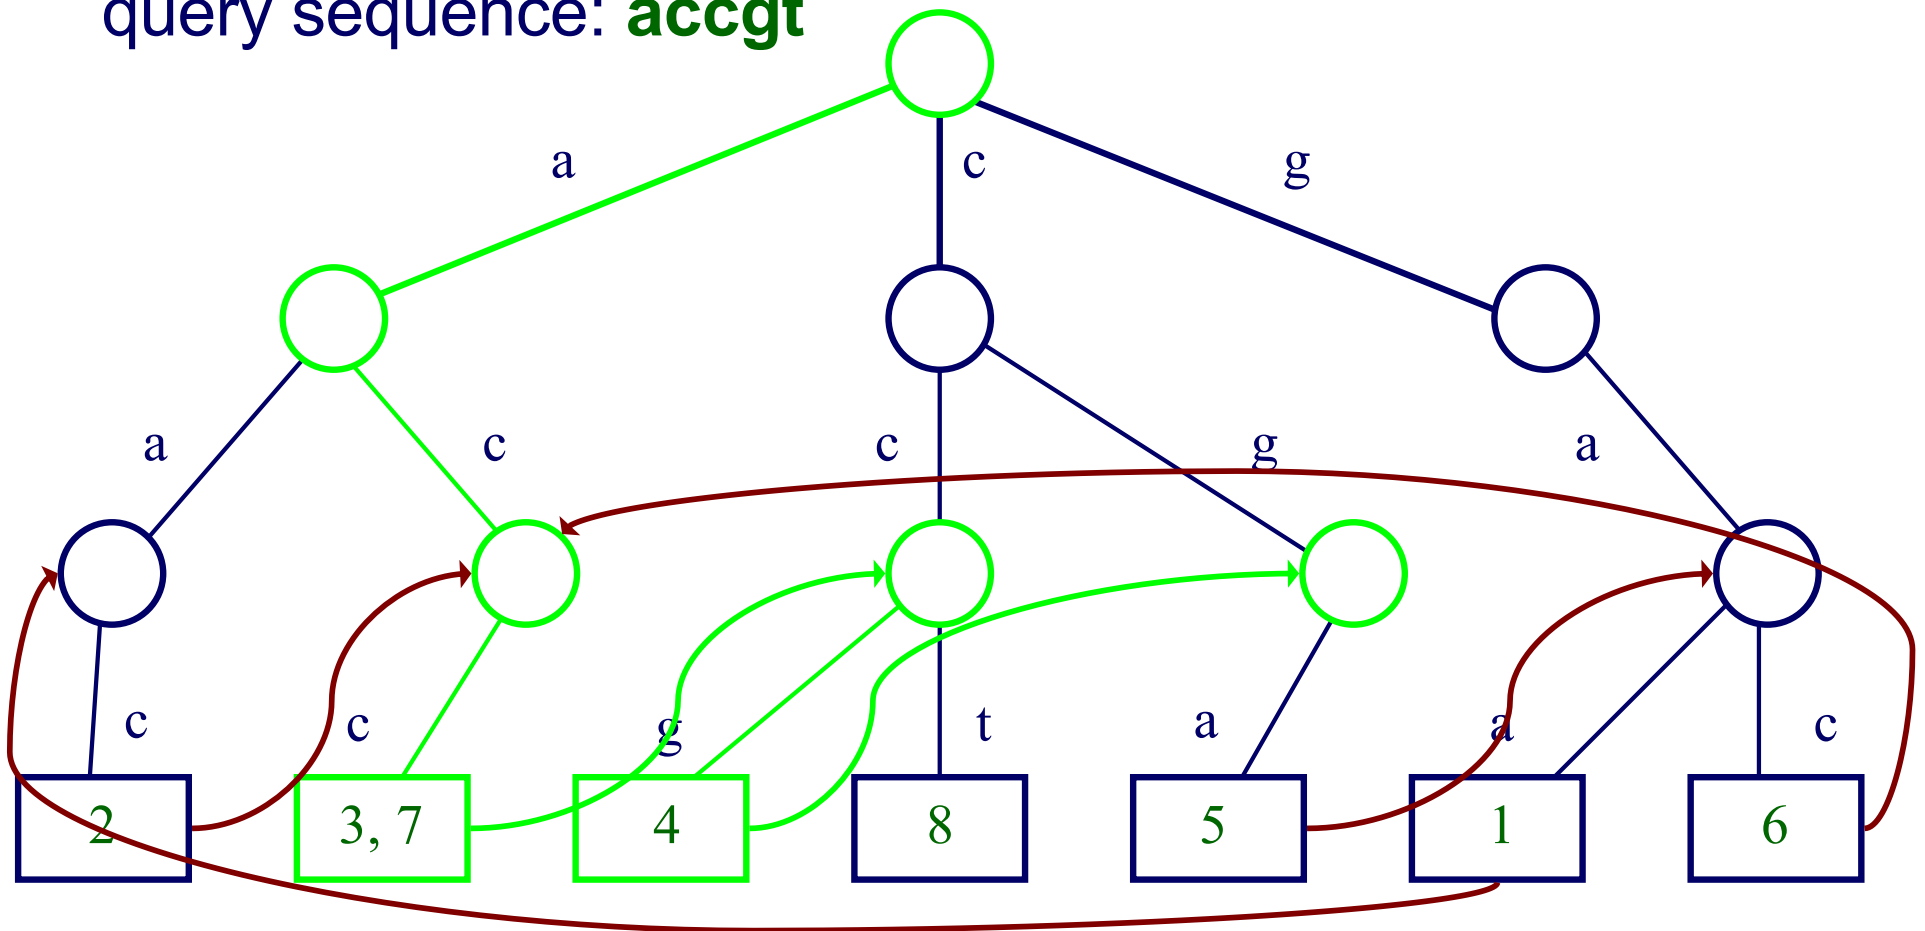 query sequence: accgt
a c g
a c c g a
c c g t a a c
2 3, 7 4 8 5 1 6